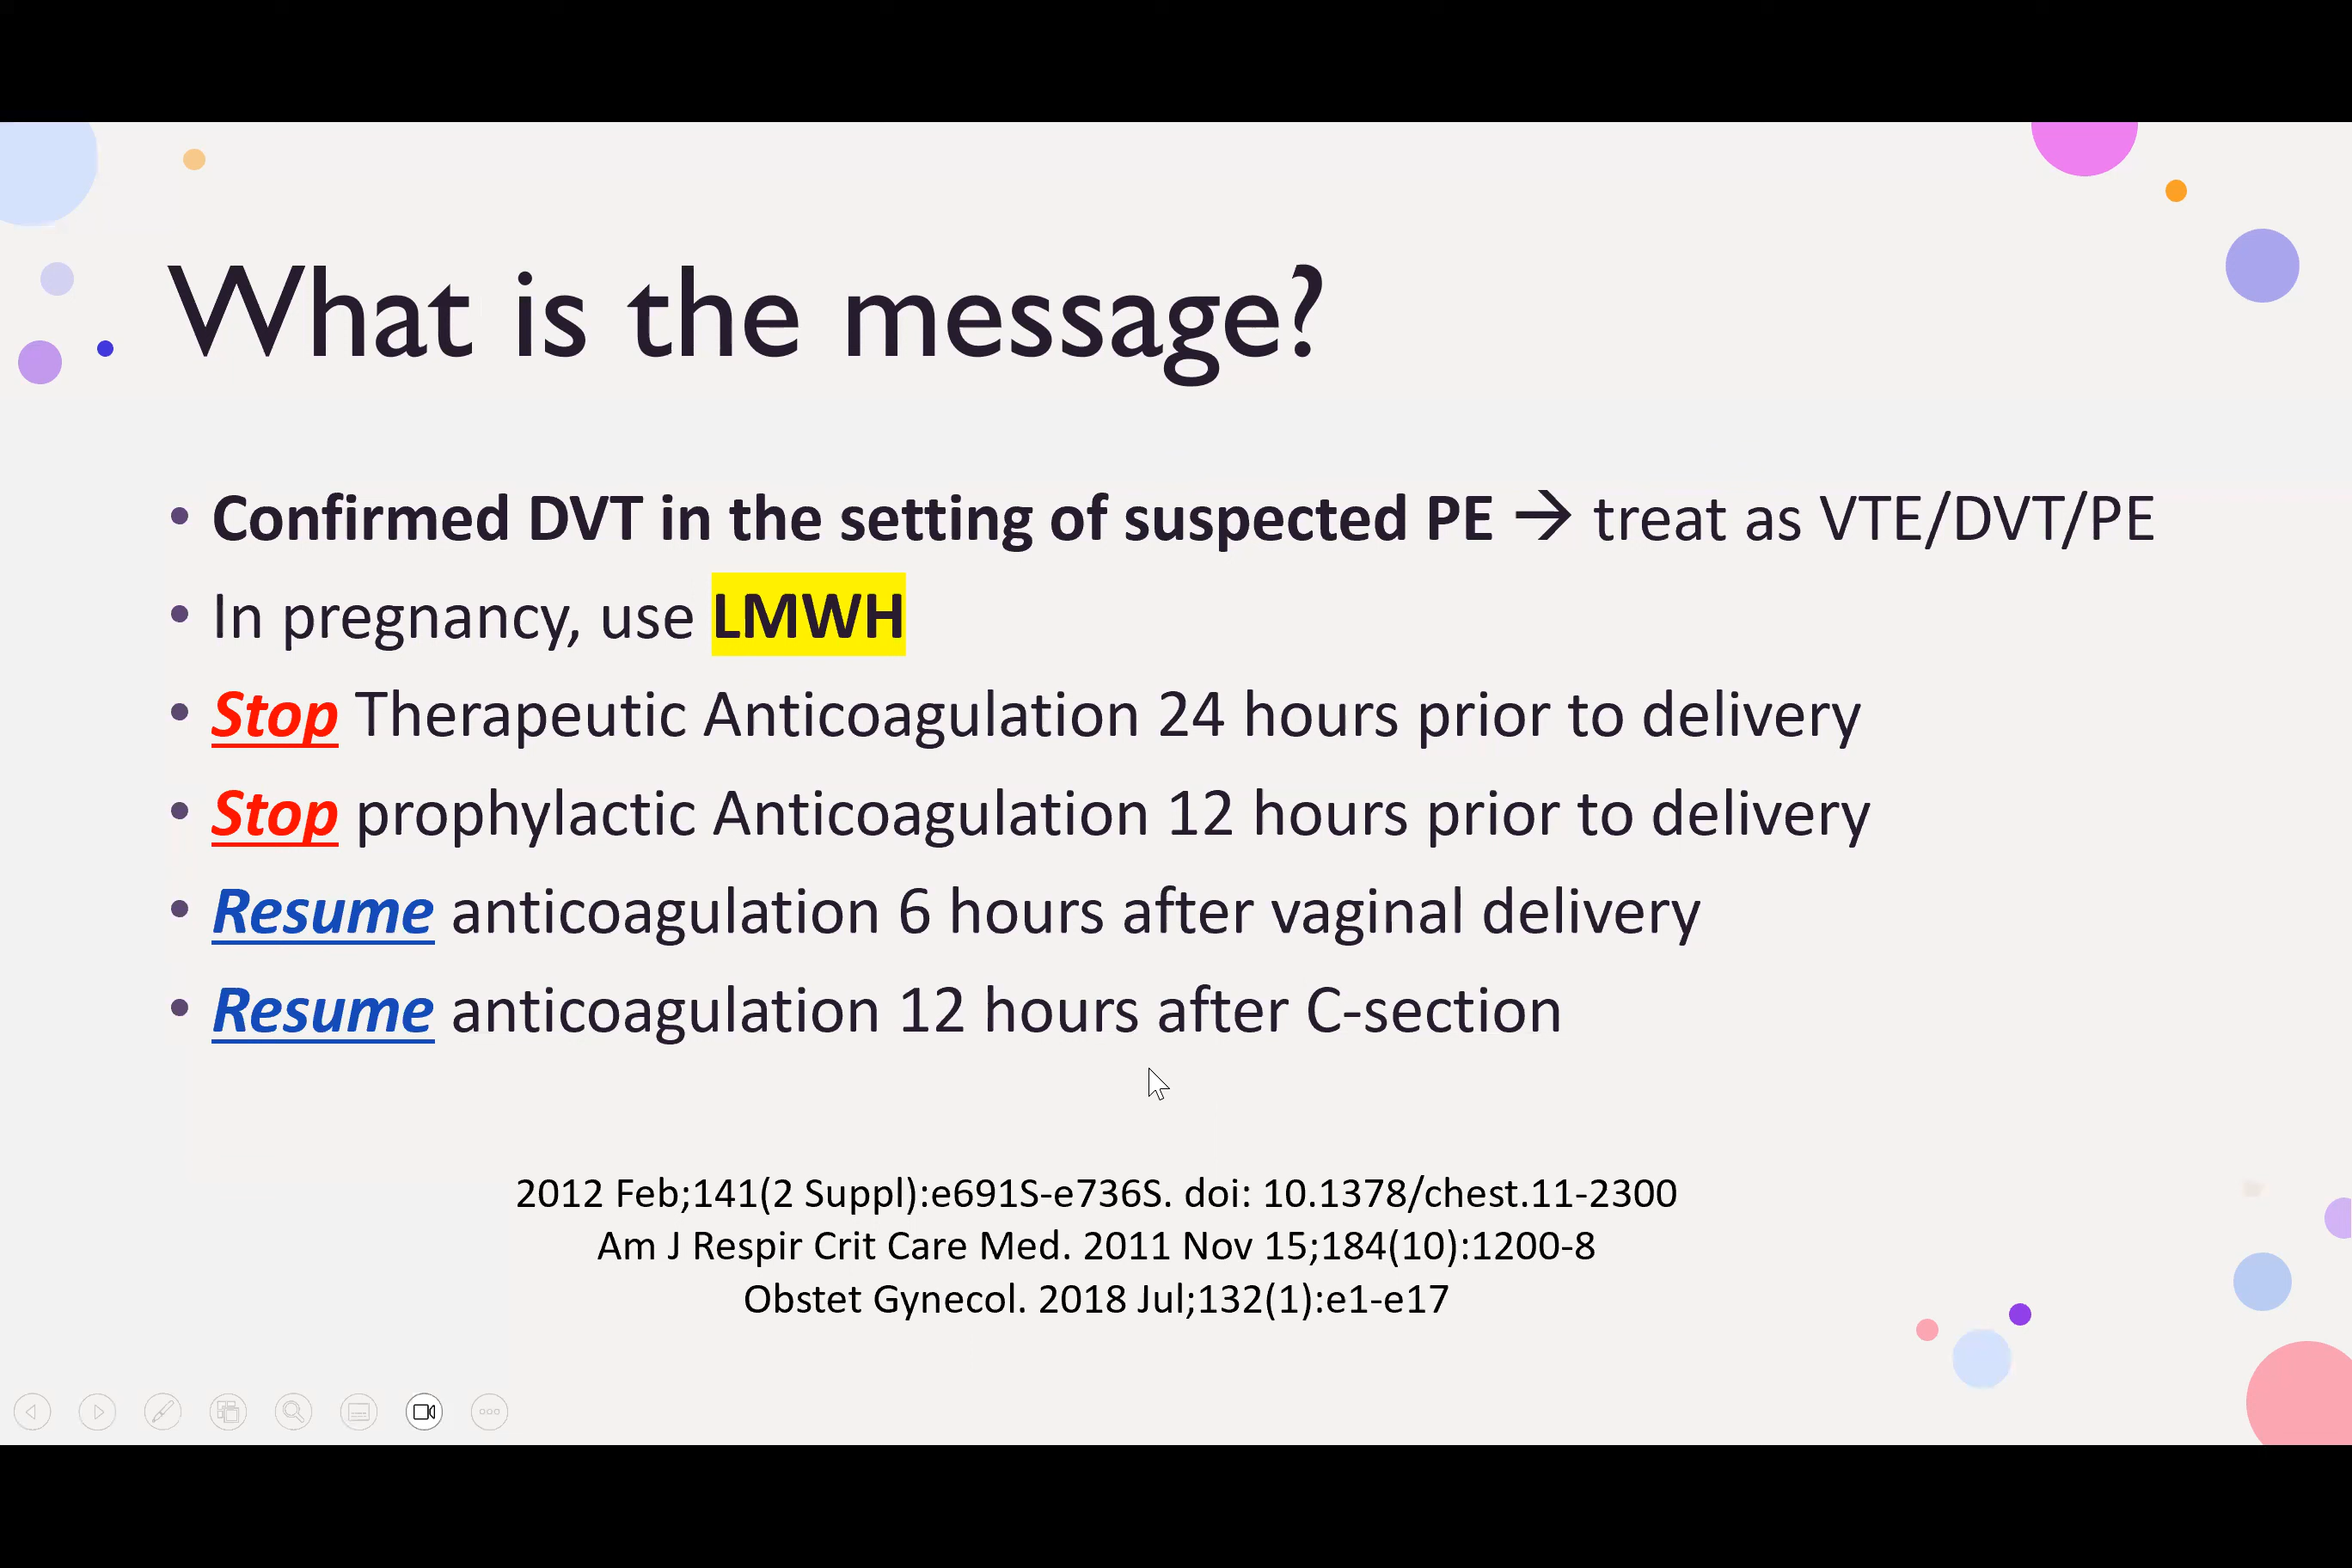 What is the message?
• Confirmed DVT in the setting of suspected PE → treat as VTE/DVT/PE
• In pregnancy, use LMWH
• Stop Therapeutic Anticoagulation 24 hours prior to delivery
• Stop prophylactic Anticoagulation 12 hours prior to delivery
• Resume anticoagulation 6 hours after vaginal delivery
• Resume anticoagulation 12 hours after C-section
2012 Feb;141(2 Suppl):e691S-e736S. doi: 10.1378/chest.11-2300
Am J Respir Crit Care Med. 2011 Nov 15;184(10):1200-8
Obstet Gynecol. 2018 Jul;132(1):e1-e17